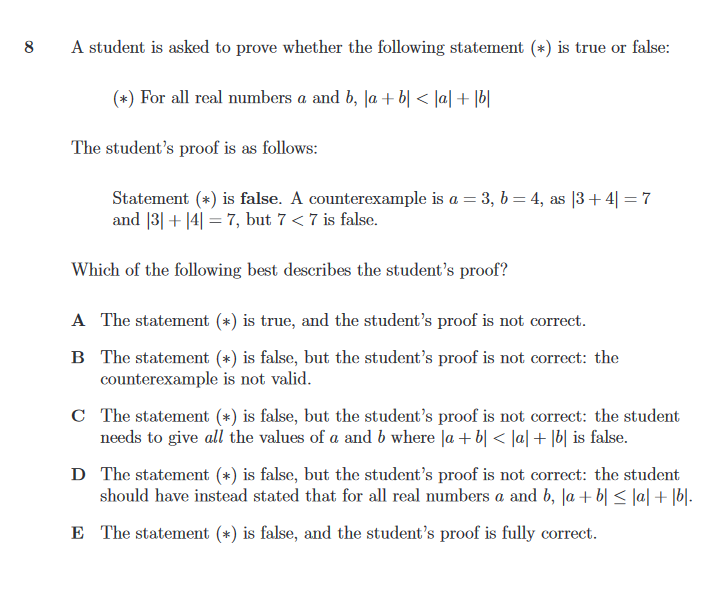 8 A student is asked to prove whether the following statement (∗) is true or false:
(∗) For all real numbers a and b, |a + b| < |a| + |b|
The student’s proof is as follows:
Statement (∗) is false. A counterexample is a = 3, b = 4, as |3 + 4| = 7
and |3| + |4| = 7, but 7 < 7 is false.
Which of the following best describes the student’s proof?
A The statement (∗) is true, and the student’s proof is not correct.
B The statement (∗) is false, but the student’s proof is not correct: the
counterexample is not valid.
C The statement (∗) is false, but the student’s proof is not correct: the student
needs to give all the values of a and b where |a + b| < |a| + |b| is false.
D The statement (∗) is false, but the student’s proof is not correct: the student
should have instead stated that for all real numbers a and b, |a + b| ≤ |a| + |b|.
E The statement (∗) is false, and the student’s proof is fully correct.